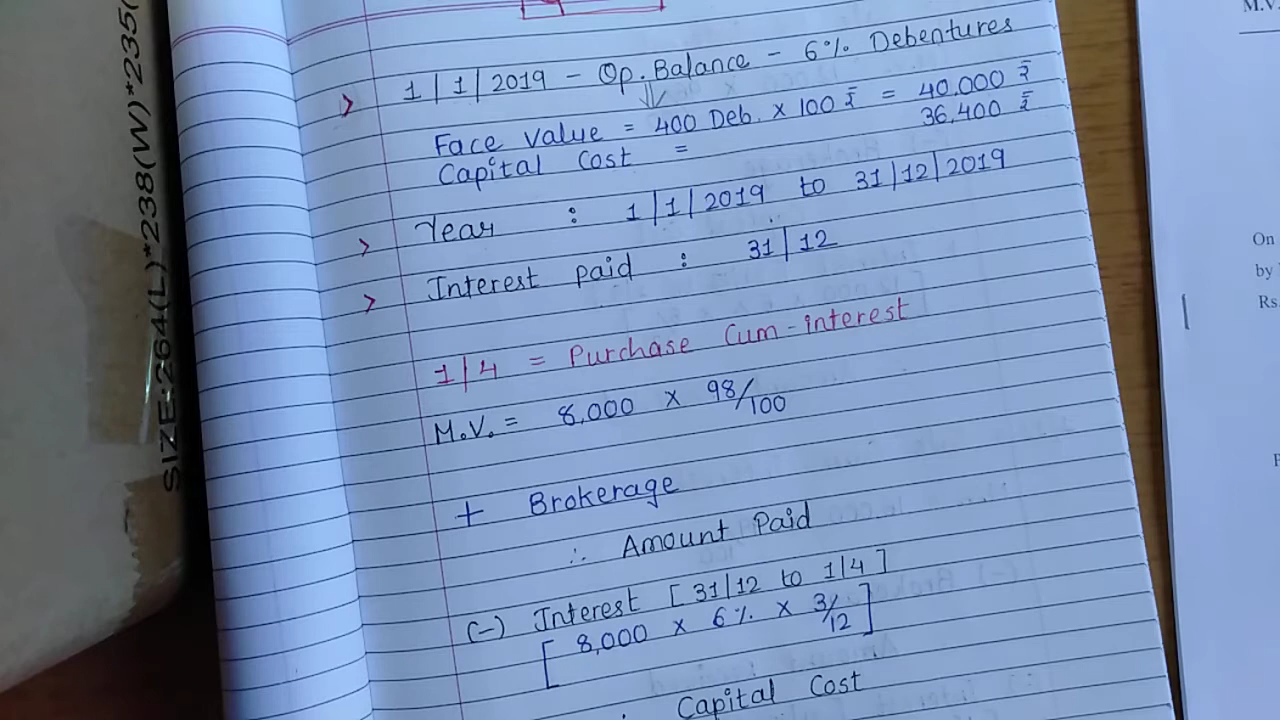 1/1/2019 - Op. Balance - 6% Debentures
Face Value = 400 Deb. × 100 ₹ = 40,000 ₹
Capital Cost = 36,400 ₹
Year : 1/1/2019 to 31/12/2019
Interest paid : 31/12
1/4 = Purchase Cum-interest
M.V. = 8,000 × 98/100
+ Brokerage
∴ Amount Paid
(-) Interest [31/12 to 1/4]
[8,000 × 6% × 3/12]
Capital Cost
SIZE:264(L)*238(W)*235(
M.V.
On
by
Rs